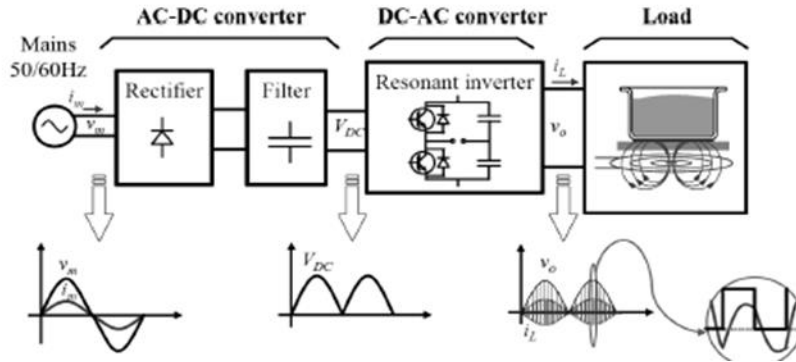 AC-DC converter
DC-AC converter
Load
Mains
50/60Hz
Rectifier
Filter
Resonant inverter
i_m
v_m
V_DC
i_L
v_o
v_m
i_m
V_DC
v_o
i_L